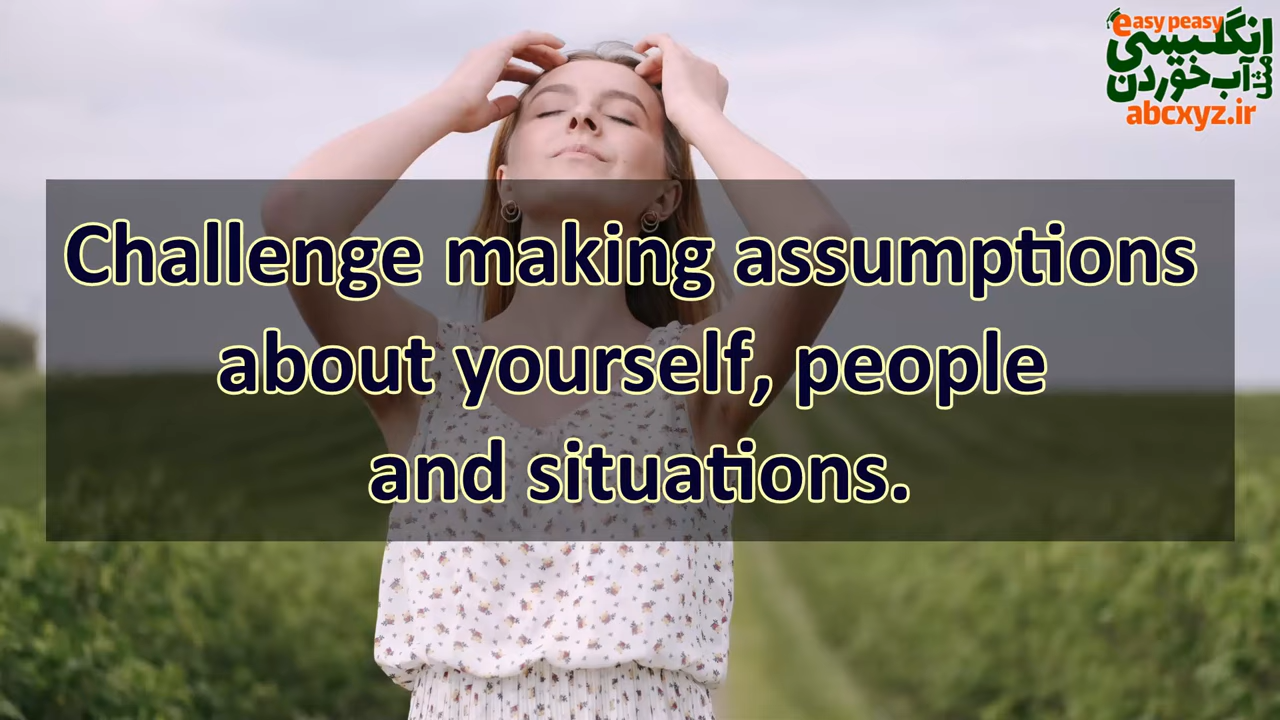 easy peasy
انگلیسی
مثل آب خوردن
abcxyz.ir
Challenge making assumptions
about yourself, people
and situations.